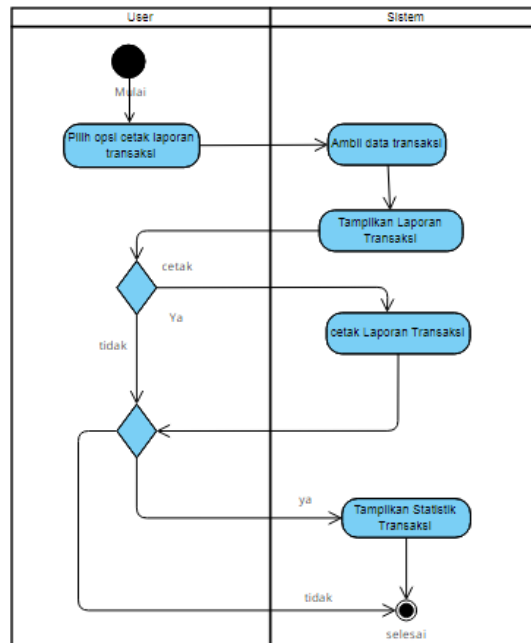 User
Sistem
Mulai
Pilih opsi cetak laporan
transaksi
Ambil data transaksi
Tampilkan Laporan
Transaksi
cetak
Ya
cetak Laporan Transaksi
tidak
ya
Tampilkan Statistik
Transaksi
tidak
selesai